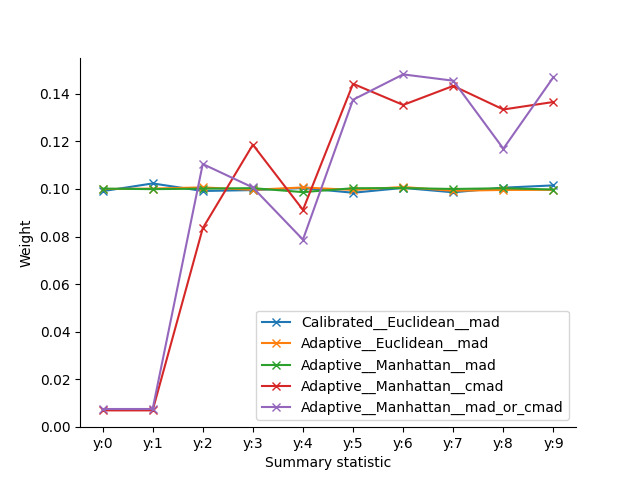 0.14
0.12
0.10
0.08
0.06
0.04
0.02
0.00
Weight
Calibrated__Euclidean__mad
Adaptive__Euclidean__mad
Adaptive__Manhattan__mad
Adaptive__Manhattan__cmad
Adaptive__Manhattan__mad_or_cmad
y:0 y:1 y:2 y:3 y:4 y:5 y:6 y:7 y:8 y:9
Summary statistic